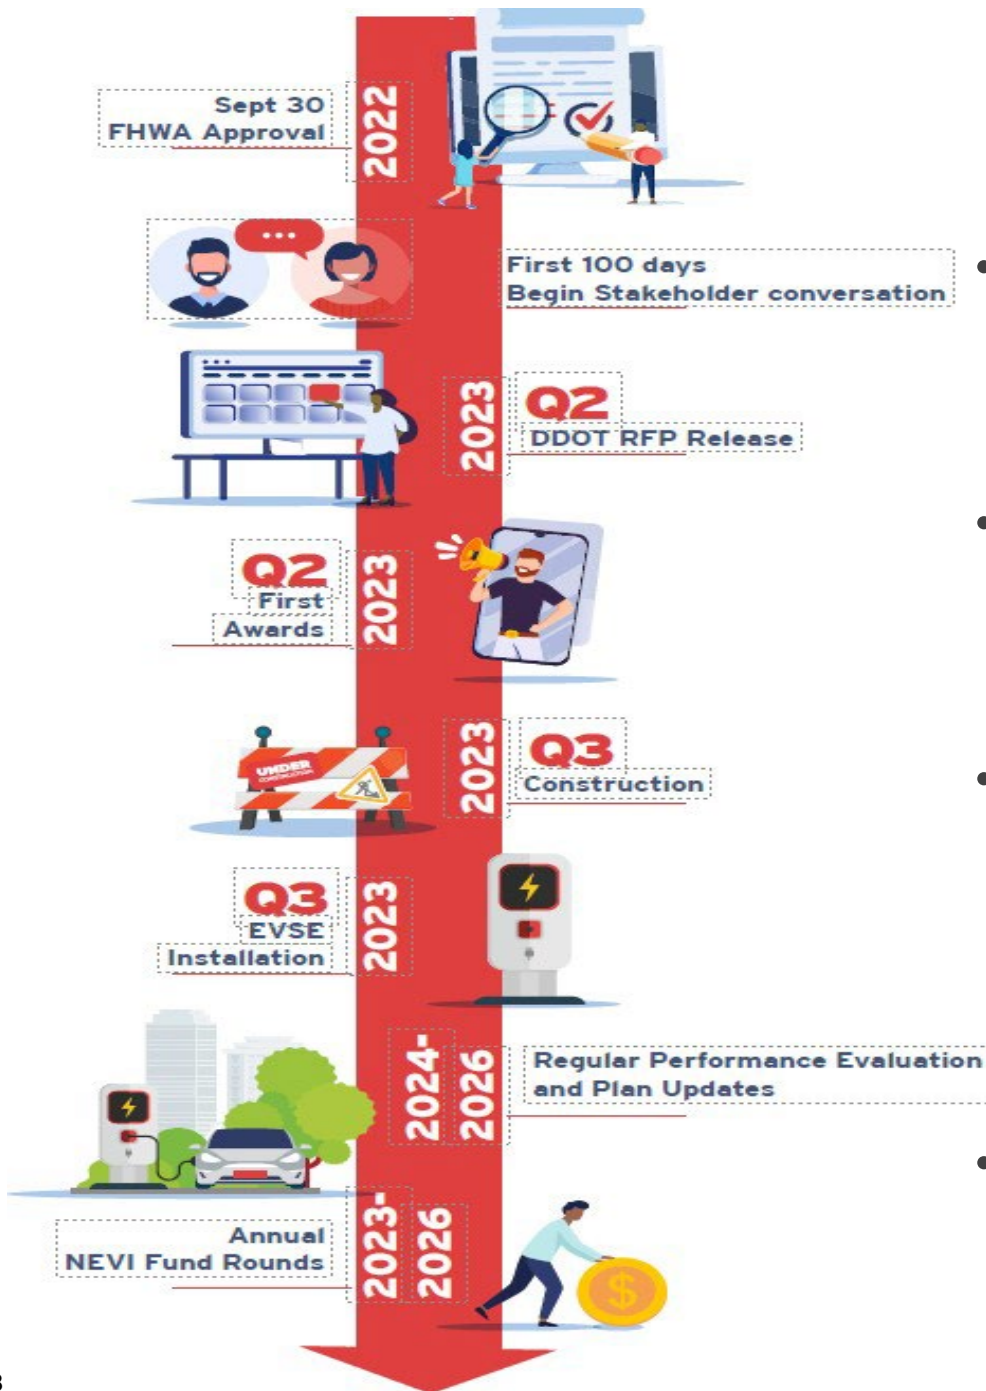 2022
Sept 30
FHWA Approval
First 100 days
Begin Stakeholder conversation
2023
Q2
DDOT RFP Release
Q2
First
Awards
2023
2023
Q3
Construction
UNDER
CONSTRUCTION
Q3
EVSE
Installation
2023
2024-
2026
Regular Performance Evaluation
and Plan Updates
Annual
NEVI Fund Rounds
2023-
2026
$